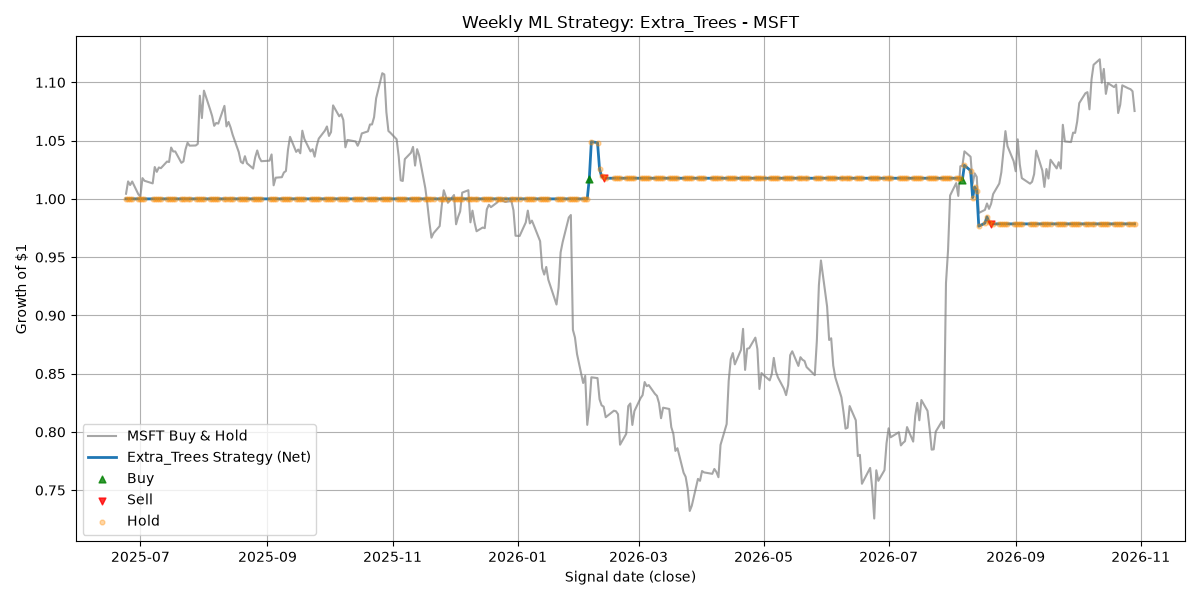 Weekly ML Strategy: Extra_Trees - MSFT
Growth of $1
1.10
1.05
1.00
0.95
0.90
0.85
0.80
0.75
MSFT Buy & Hold
Extra_Trees Strategy (Net)
Buy
Sell
Hold
2025-07
2025-09
2025-11
2026-01
2026-03
2026-05
2026-07
2026-09
2026-11
Signal date (close)